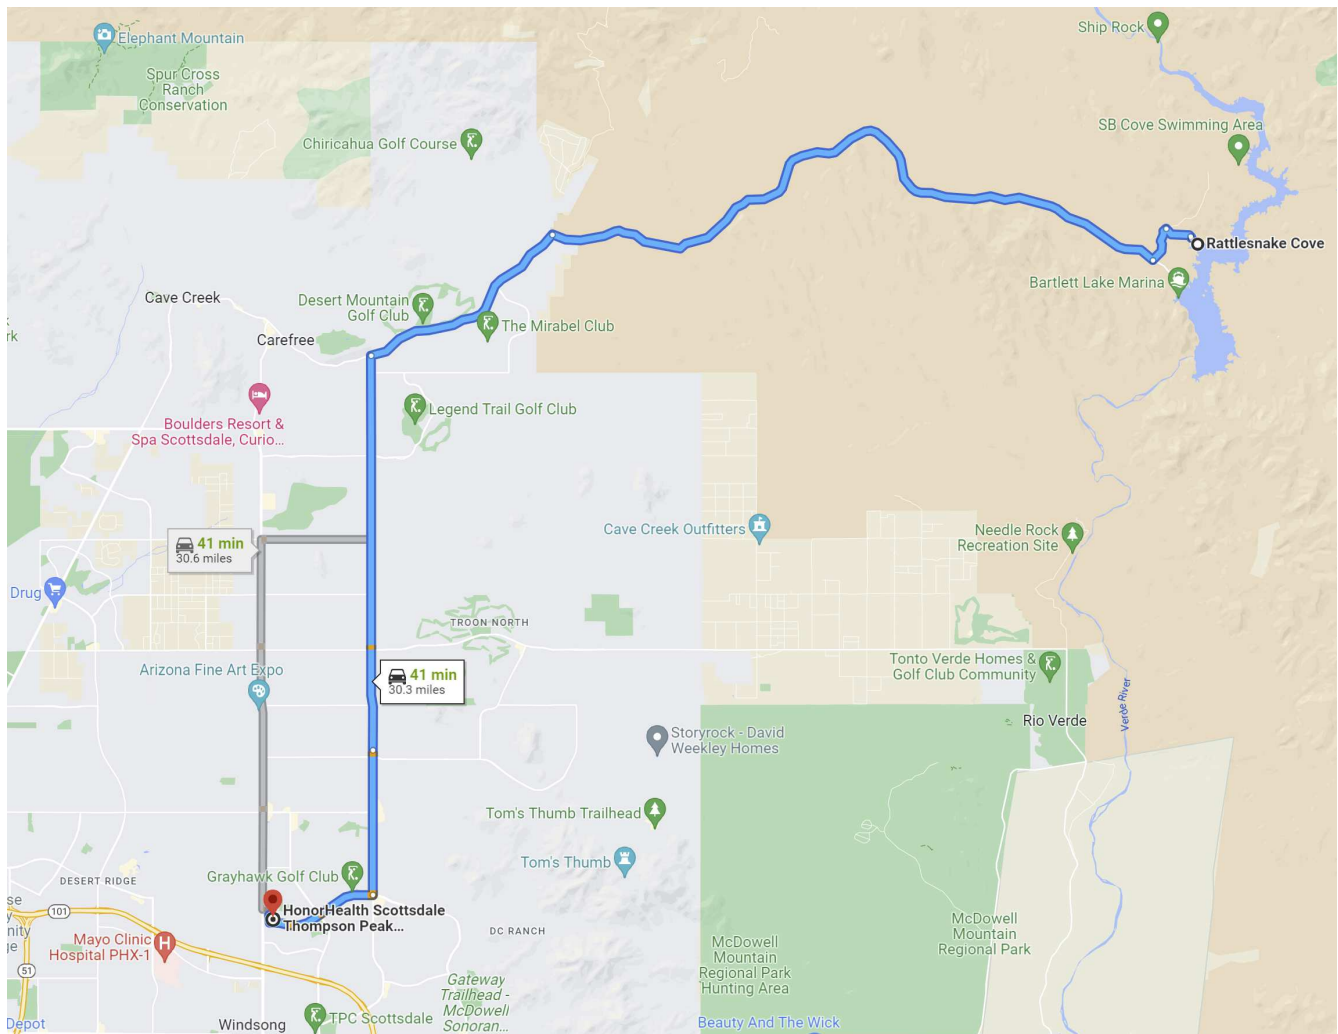 Elephant Mountain
Ship Rock
Spur Cross
Ranch
Conservation
SB Cove Swimming Area
Chiricahua Golf Course
Rattlesnake Cove
Bartlett Lake Marina
Cave Creek
Desert Mountain
Golf Club
The Mirabel Club
rk
Carefree
Legend Trail Golf Club
Boulders Resort &
Spa Scottsdale, Curio...
Cave Creek Outfitters
Needle Rock
Recreation Site
41 min
30.6 miles
Drug
TROON NORTH
Arizona Fine Art Expo
41 min
30.3 miles
Tonto Verde Homes &
Golf Club Community
Verde River
Rio Verde
Storyrock - David
Weekley Homes
Tom's Thumb Trailhead
Tom's Thumb
Grayhawk Golf Club
DESERT RIDGE
HonorHealth Scottsdale
Thompson Peak...
101
DC RANCH
Mayo Clinic
Hospital PHX-1
51
McDowell
Mountain
Regional Park
McDowell
Mountain
Regional Park
Hunting Area
Gateway
Trailhead -
McDowell
Sonoran...
TPC Scottsdale
Windsong
Depot
Beauty And The Wick